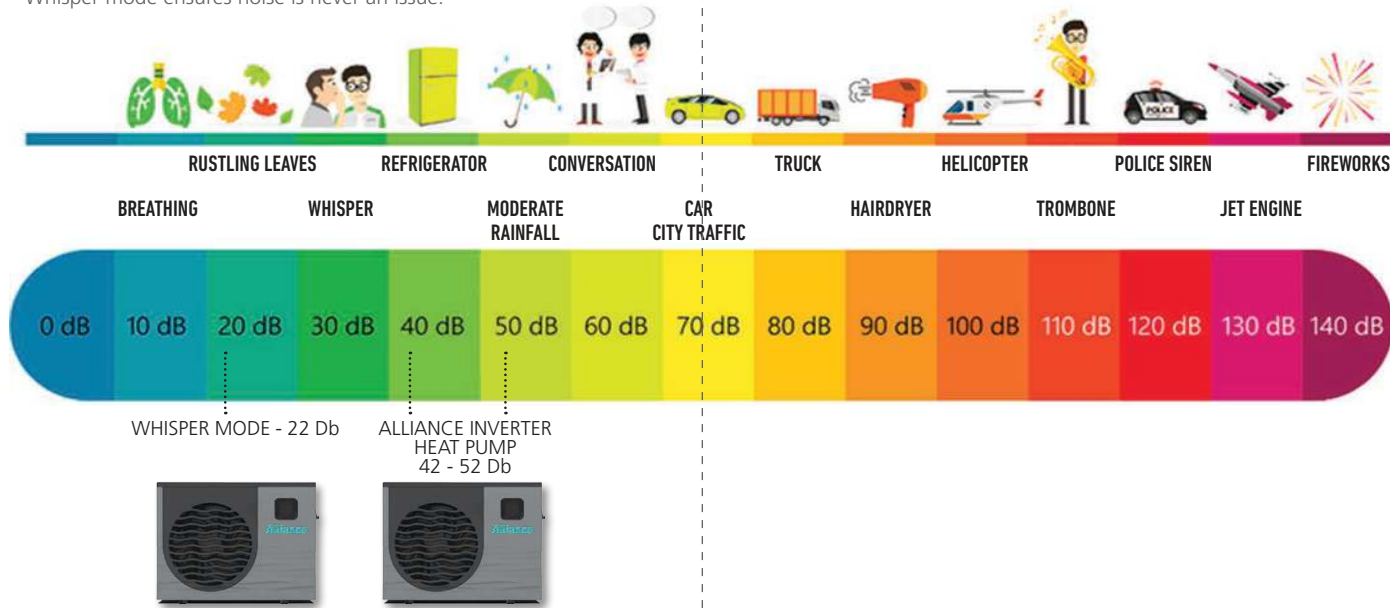 Whisper mode ensures noise is never an issue.
POLICE
RUSTLING LEAVES REFRIGERATOR CONVERSATION TRUCK HELICOPTER POLICE SIREN FIREWORKS
BREATHING WHISPER MODERATE RAINFALL CAR CITY TRAFFIC HAIRDRYER TROMBONE JET ENGINE
0 dB 10 dB 20 dB 30 dB 40 dB 50 dB 60 dB 70 dB 80 dB 90 dB 100 dB 110 dB 120 dB 130 dB 140 dB
WHISPER MODE - 22 Db
ALLIANCE INVERTER
HEAT PUMP
42 - 52 Db